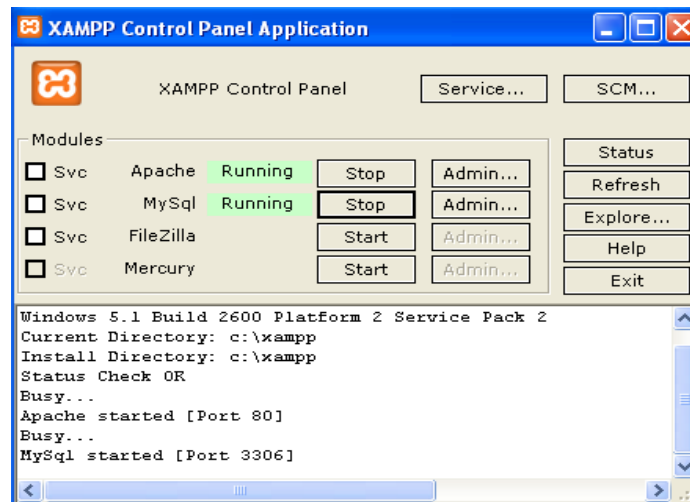 XAMPP Control Panel Application
XAMPP Control Panel
Service...
SCM...
Modules
Svc Apache Running Stop Admin...
Svc MySql Running Stop Admin...
Svc FileZilla Start Admin...
Svc Mercury Start Admin...
Status
Refresh
Explore...
Help
Exit
Windows 5.1 Build 2600 Platform 2 Service Pack 2
Current Directory: c:\xampp
Install Directory: c:\xampp
Status Check OK
Busy...
Apache started [Port 80]
Busy...
MySql started [Port 3306]